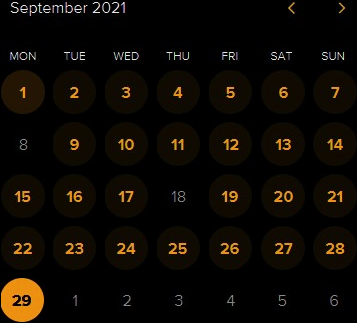 September 2021
MON TUE WED THU FRI SAT SUN
1 2 3 4 5 6 7
8 9 10 11 12 13 14
15 16 17 18 19 20 21
22 23 24 25 26 27 28
29 1 2 3 4 5 6